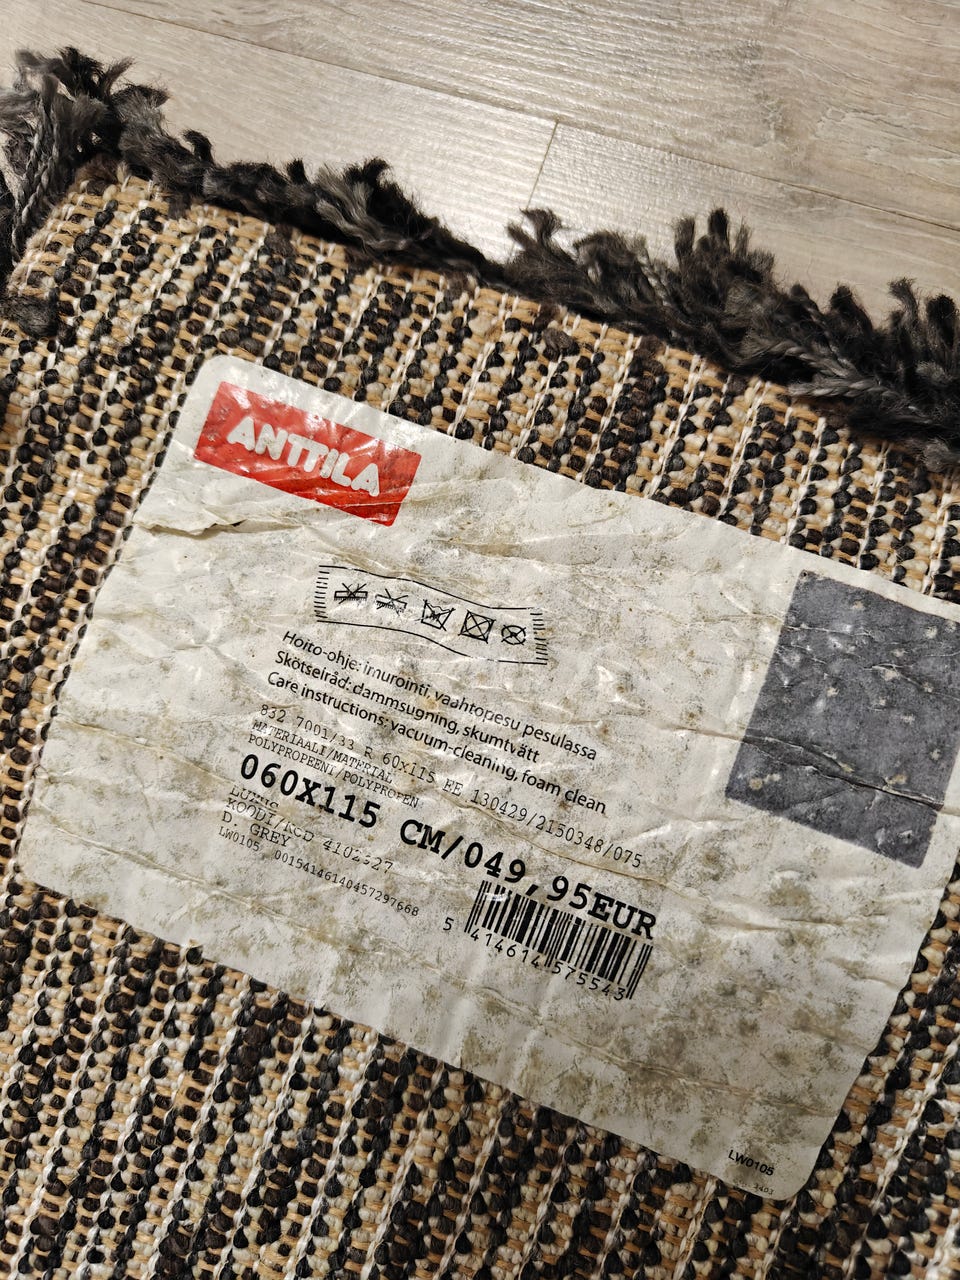 ANTTILA
Hoito-ohje: imurointi, vaahtopesu pesulassa
Skötselråd: dammsugning, skumtvätt
Care instructions: vacuum-cleaning, foam clean
832 7001/33 R 60x115 EE 130429/2150348/075
MATERIAALI/MATERIAL
POLYPROPEENI/POLYPROPEN
060X115 CM/049,95EUR
KOODI/KOD
D. GREY
LW0105 00154146140457297668
5 414614 575543
LW0105